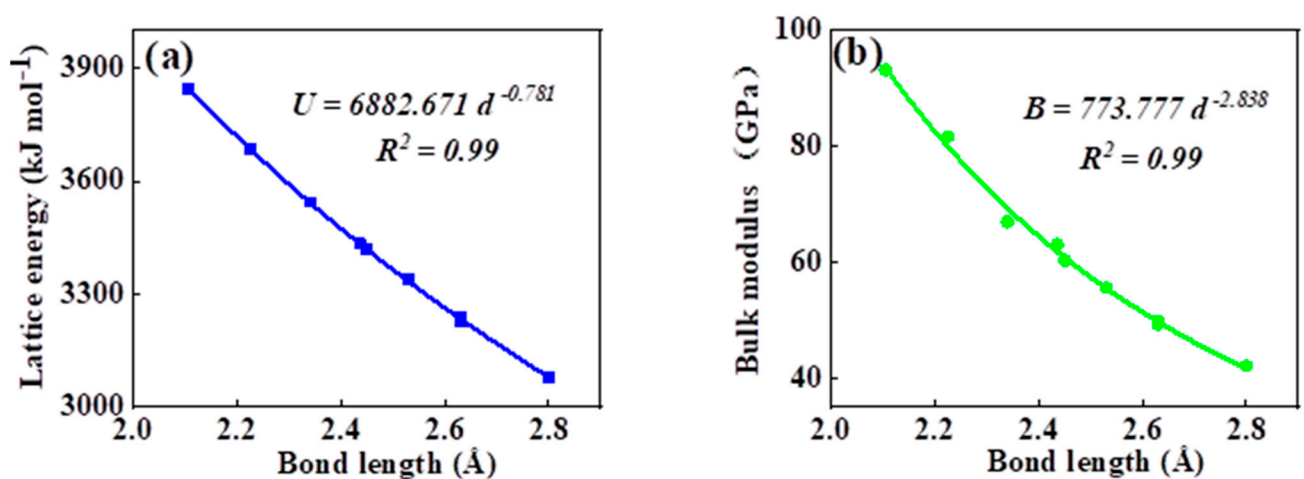 (a)
U = 6882.671 d⁻⁰·⁷⁸¹
R² = 0.99
Lattice energy (kJ mol⁻¹)
3900
3600
3300
3000
2.0 2.2 2.4 2.6 2.8
Bond length (Å)
(b)
B = 773.777 d⁻²·⁸³⁸
R² = 0.99
Bulk modulus (GPa)
100
80
60
40
2.0 2.2 2.4 2.6 2.8
Bond length (Å)